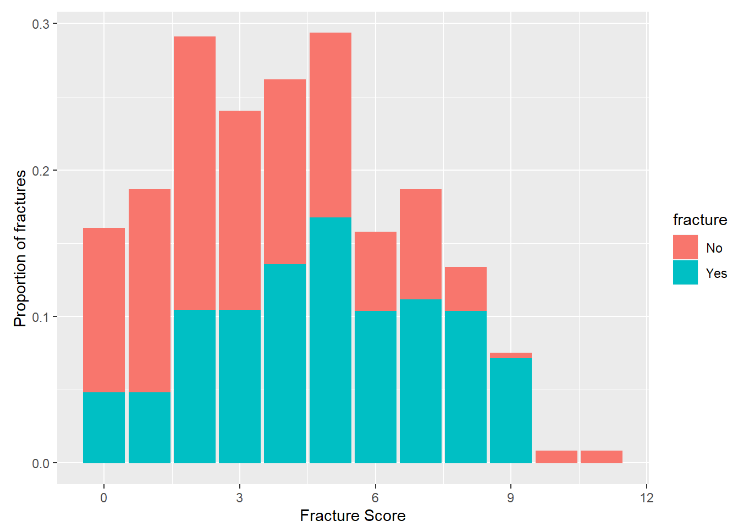 0.3
0.2
0.1
0.0
Proportion of fractures
0 3 6 9 12
Fracture Score
fracture
No
Yes